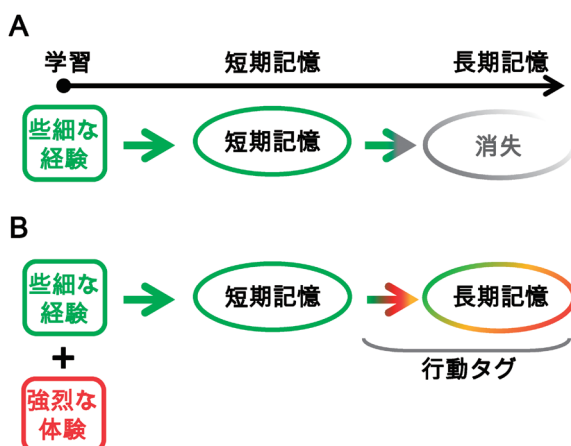 A
学習 短期記憶 長期記憶
些細な
経験
短期記憶
消失
B
些細な
経験
短期記憶
長期記憶
+
行動タグ
強烈な
体験